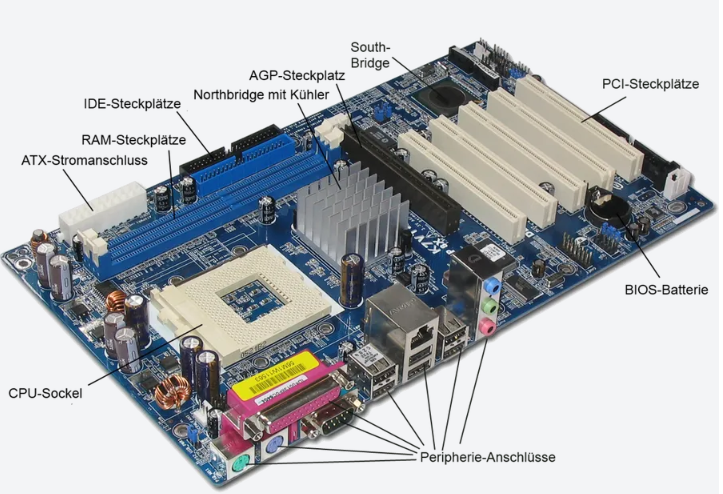 South-
Bridge
AGP-Steckplatz
PCI-Steckplätze
Northbridge mit Kühler
IDE-Steckplätze
RAM-Steckplätze
ATX-Stromanschluss
BIOS-Batterie
CPU-Sockel
Peripherie-Anschlüsse